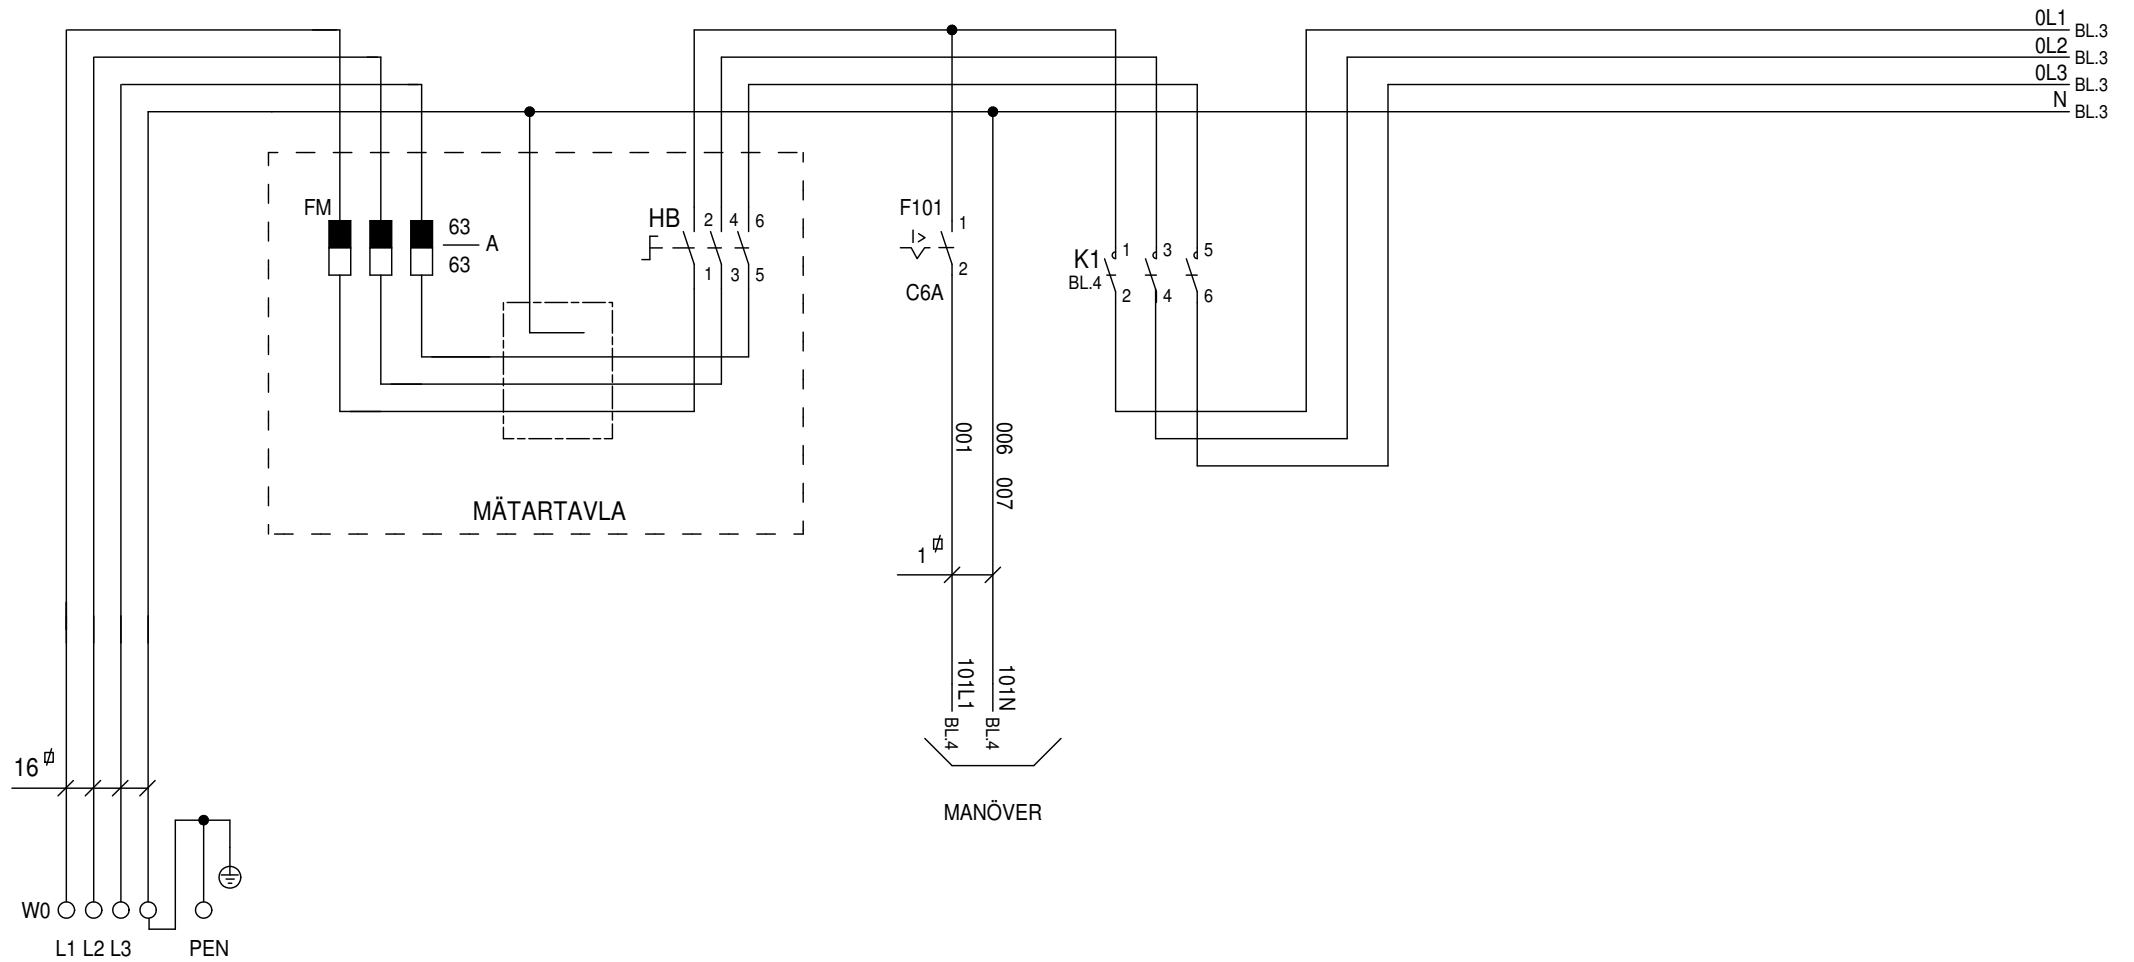 0L1 BL.3
0L2 BL.3
0L3 BL.3
N BL.3
FM
63
63
A
HB
2 4 6
1 3 5
MÄTARTAVLA
F101
I>
1
2
C6A
K1
BL.4
1 3 5
2 4 6
001
006
007
1
101L1
101N
BL.4
BL.4
MANÖVER
16
W0
L1 L2 L3 PEN